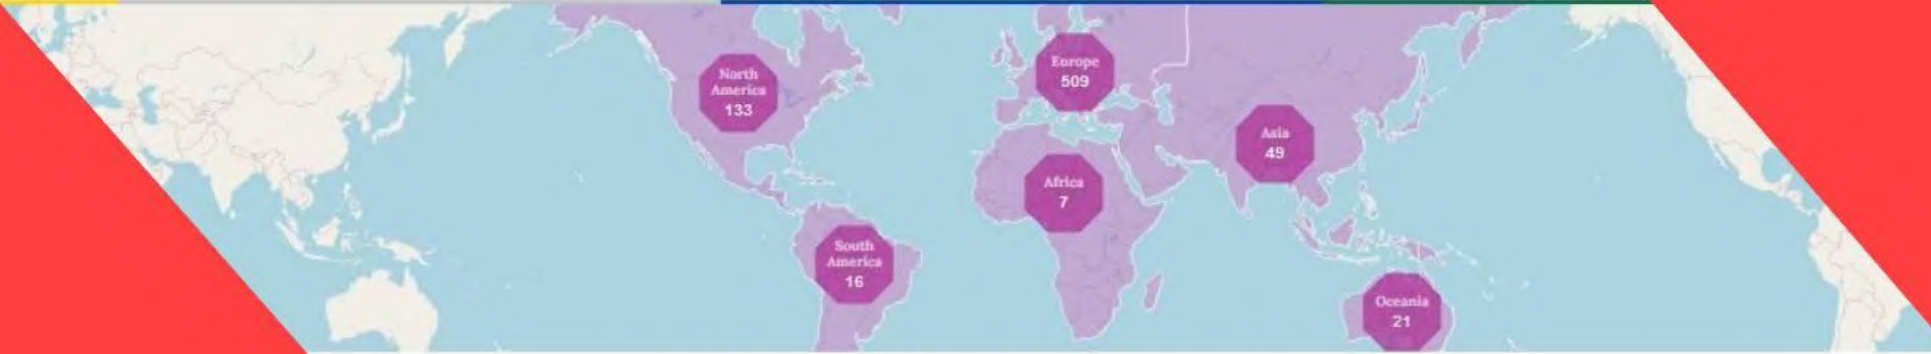 North
America
133
Europe
509
Asia
49
Africa
7
South
America
16
Oceania
21